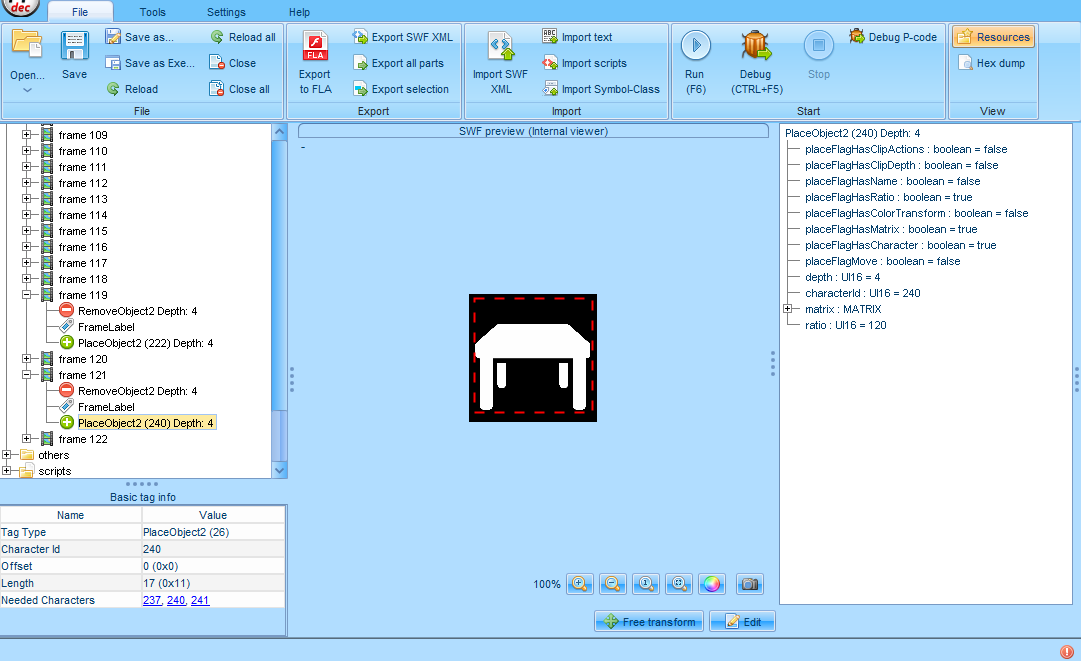 dec
File Tools Settings Help
Open... Save Save as... Save as Exe... Reload Reload all Close Close all
File
FLA Export to FLA Export SWF XML Export all parts Export selection
Export
Import SWF XML ABC Import text Import scripts Import Symbol-Class
Import
Run (F6) Debug (CTRL+F5) Stop Debug P-code
Start
Resources Hex dump
View
frame 109
frame 110
frame 111
frame 112
frame 113
frame 114
frame 115
frame 116
frame 117
frame 118
frame 119
RemoveObject2 Depth: 4
FrameLabel
PlaceObject2 (222) Depth: 4
frame 120
frame 121
RemoveObject2 Depth: 4
FrameLabel
PlaceObject2 (240) Depth: 4
frame 122
others
scripts
Basic tag info
Name Value
Tag Type PlaceObject2 (26)
Character Id 240
Offset 0 (0x0)
Length 17 (0x11)
Needed Characters 237, 240, 241
SWF preview (Internal viewer)
-
100%
Free transform Edit
PlaceObject2 (240) Depth: 4
placeFlagHasClipActions : boolean = false
placeFlagHasClipDepth : boolean = false
placeFlagHasName : boolean = false
placeFlagHasRatio : boolean = true
placeFlagHasColorTransform : boolean = false
placeFlagHasMatrix : boolean = true
placeFlagHasCharacter : boolean = true
placeFlagMove : boolean = false
depth : UI16 = 4
characterId : UI16 = 240
matrix : MATRIX
ratio : UI16 = 120